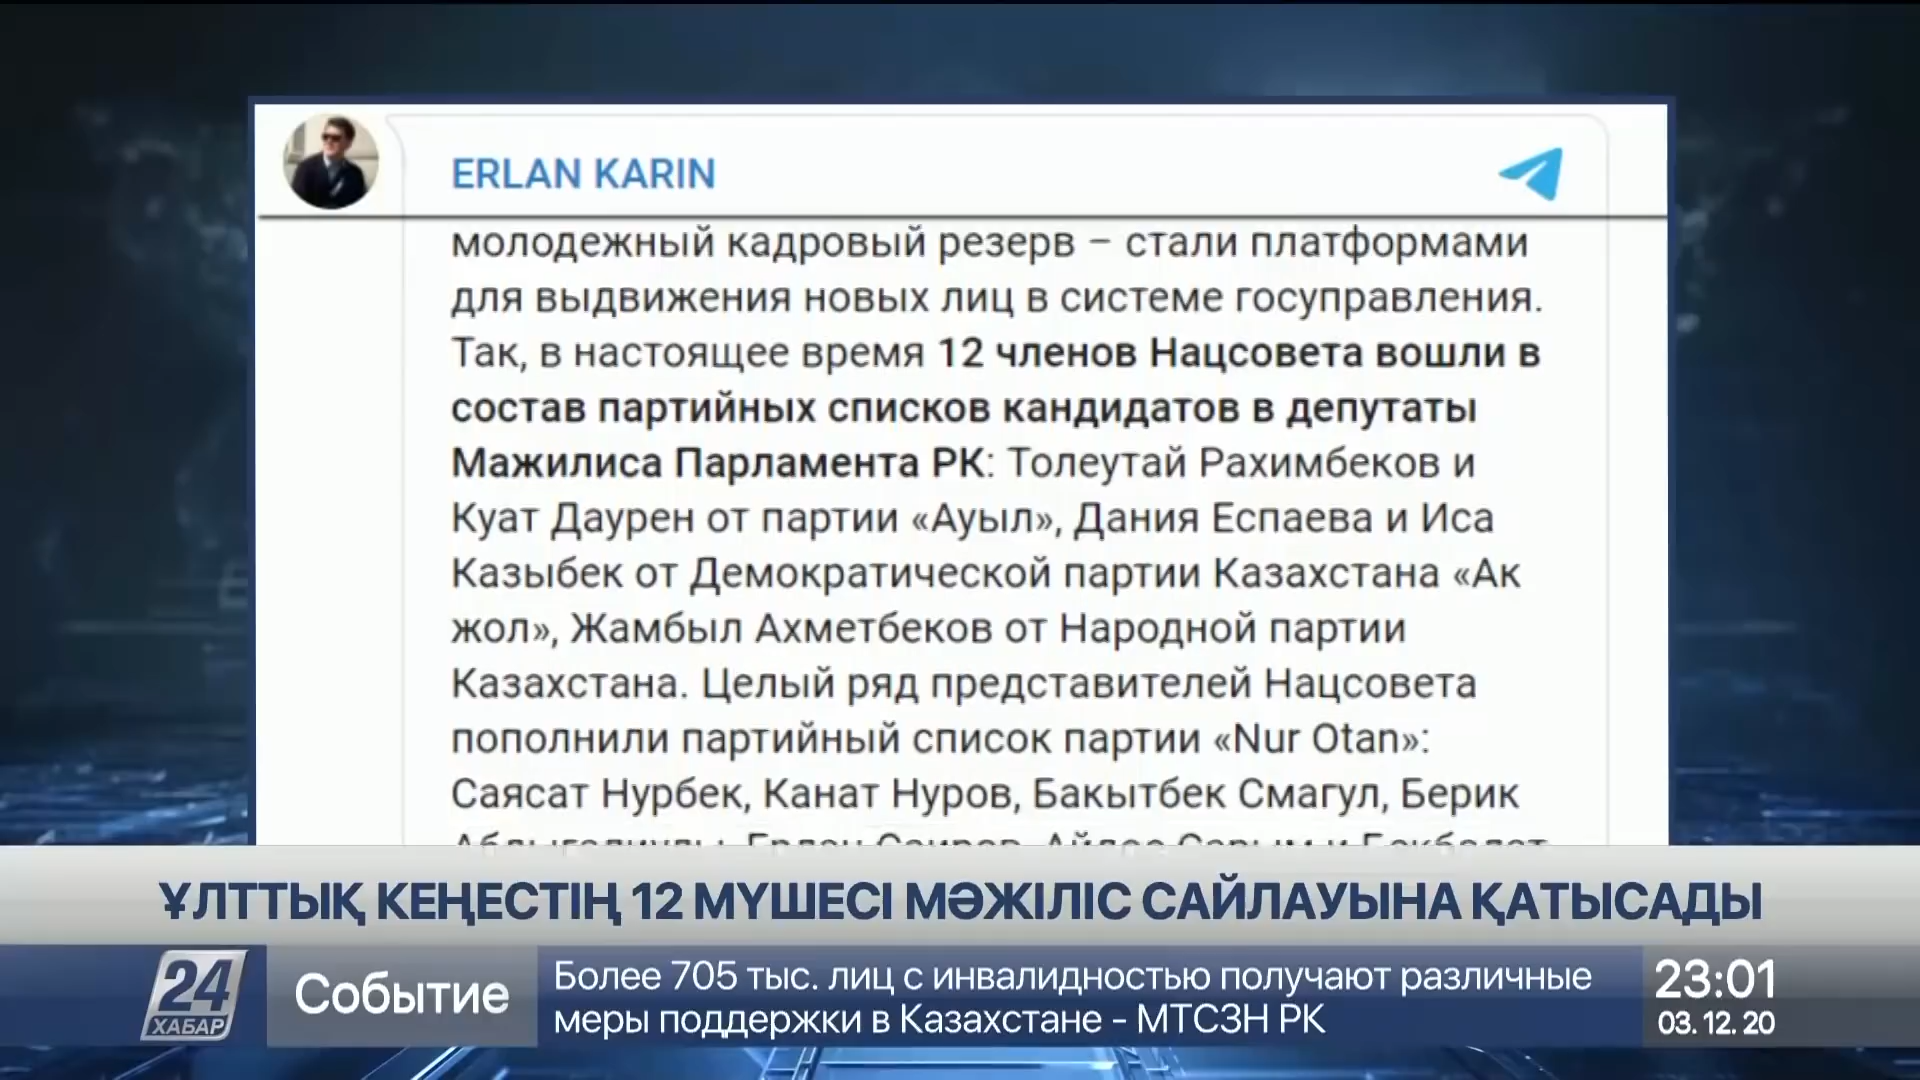 ERLAN KARIN
молодежный кадровый резерв – стали платформами
для выдвижения новых лиц в системе госуправления.
Так, в настоящее время 12 членов Нацсовета вошли в
состав партийных списков кандидатов в депутаты
Мажилиса Парламента РК: Толеутай Рахимбеков и
Куат Даурен от партии «Ауыл», Дания Еспаева и Иса
Казыбек от Демократической партии Казахстана «Ак
жол», Жамбыл Ахметбеков от Народной партии
Казахстана. Целый ряд представителей Нацсовета
пополнили партийный список партии «Nur Otan»:
Саясат Нурбек, Канат Нуров, Бакытбек Смагул, Берик
ҰЛТТЫҚ КЕҢЕСТІҢ 12 МҮШЕСІ МӘЖІЛІС САЙЛАУЫНА ҚАТЫСАДЫ
24
ХАБАР
Событие
Более 705 тыс. лиц с инвалидностью получают различные
меры поддержки в Казахстане - МТСЗН РК
23:01
03. 12. 20